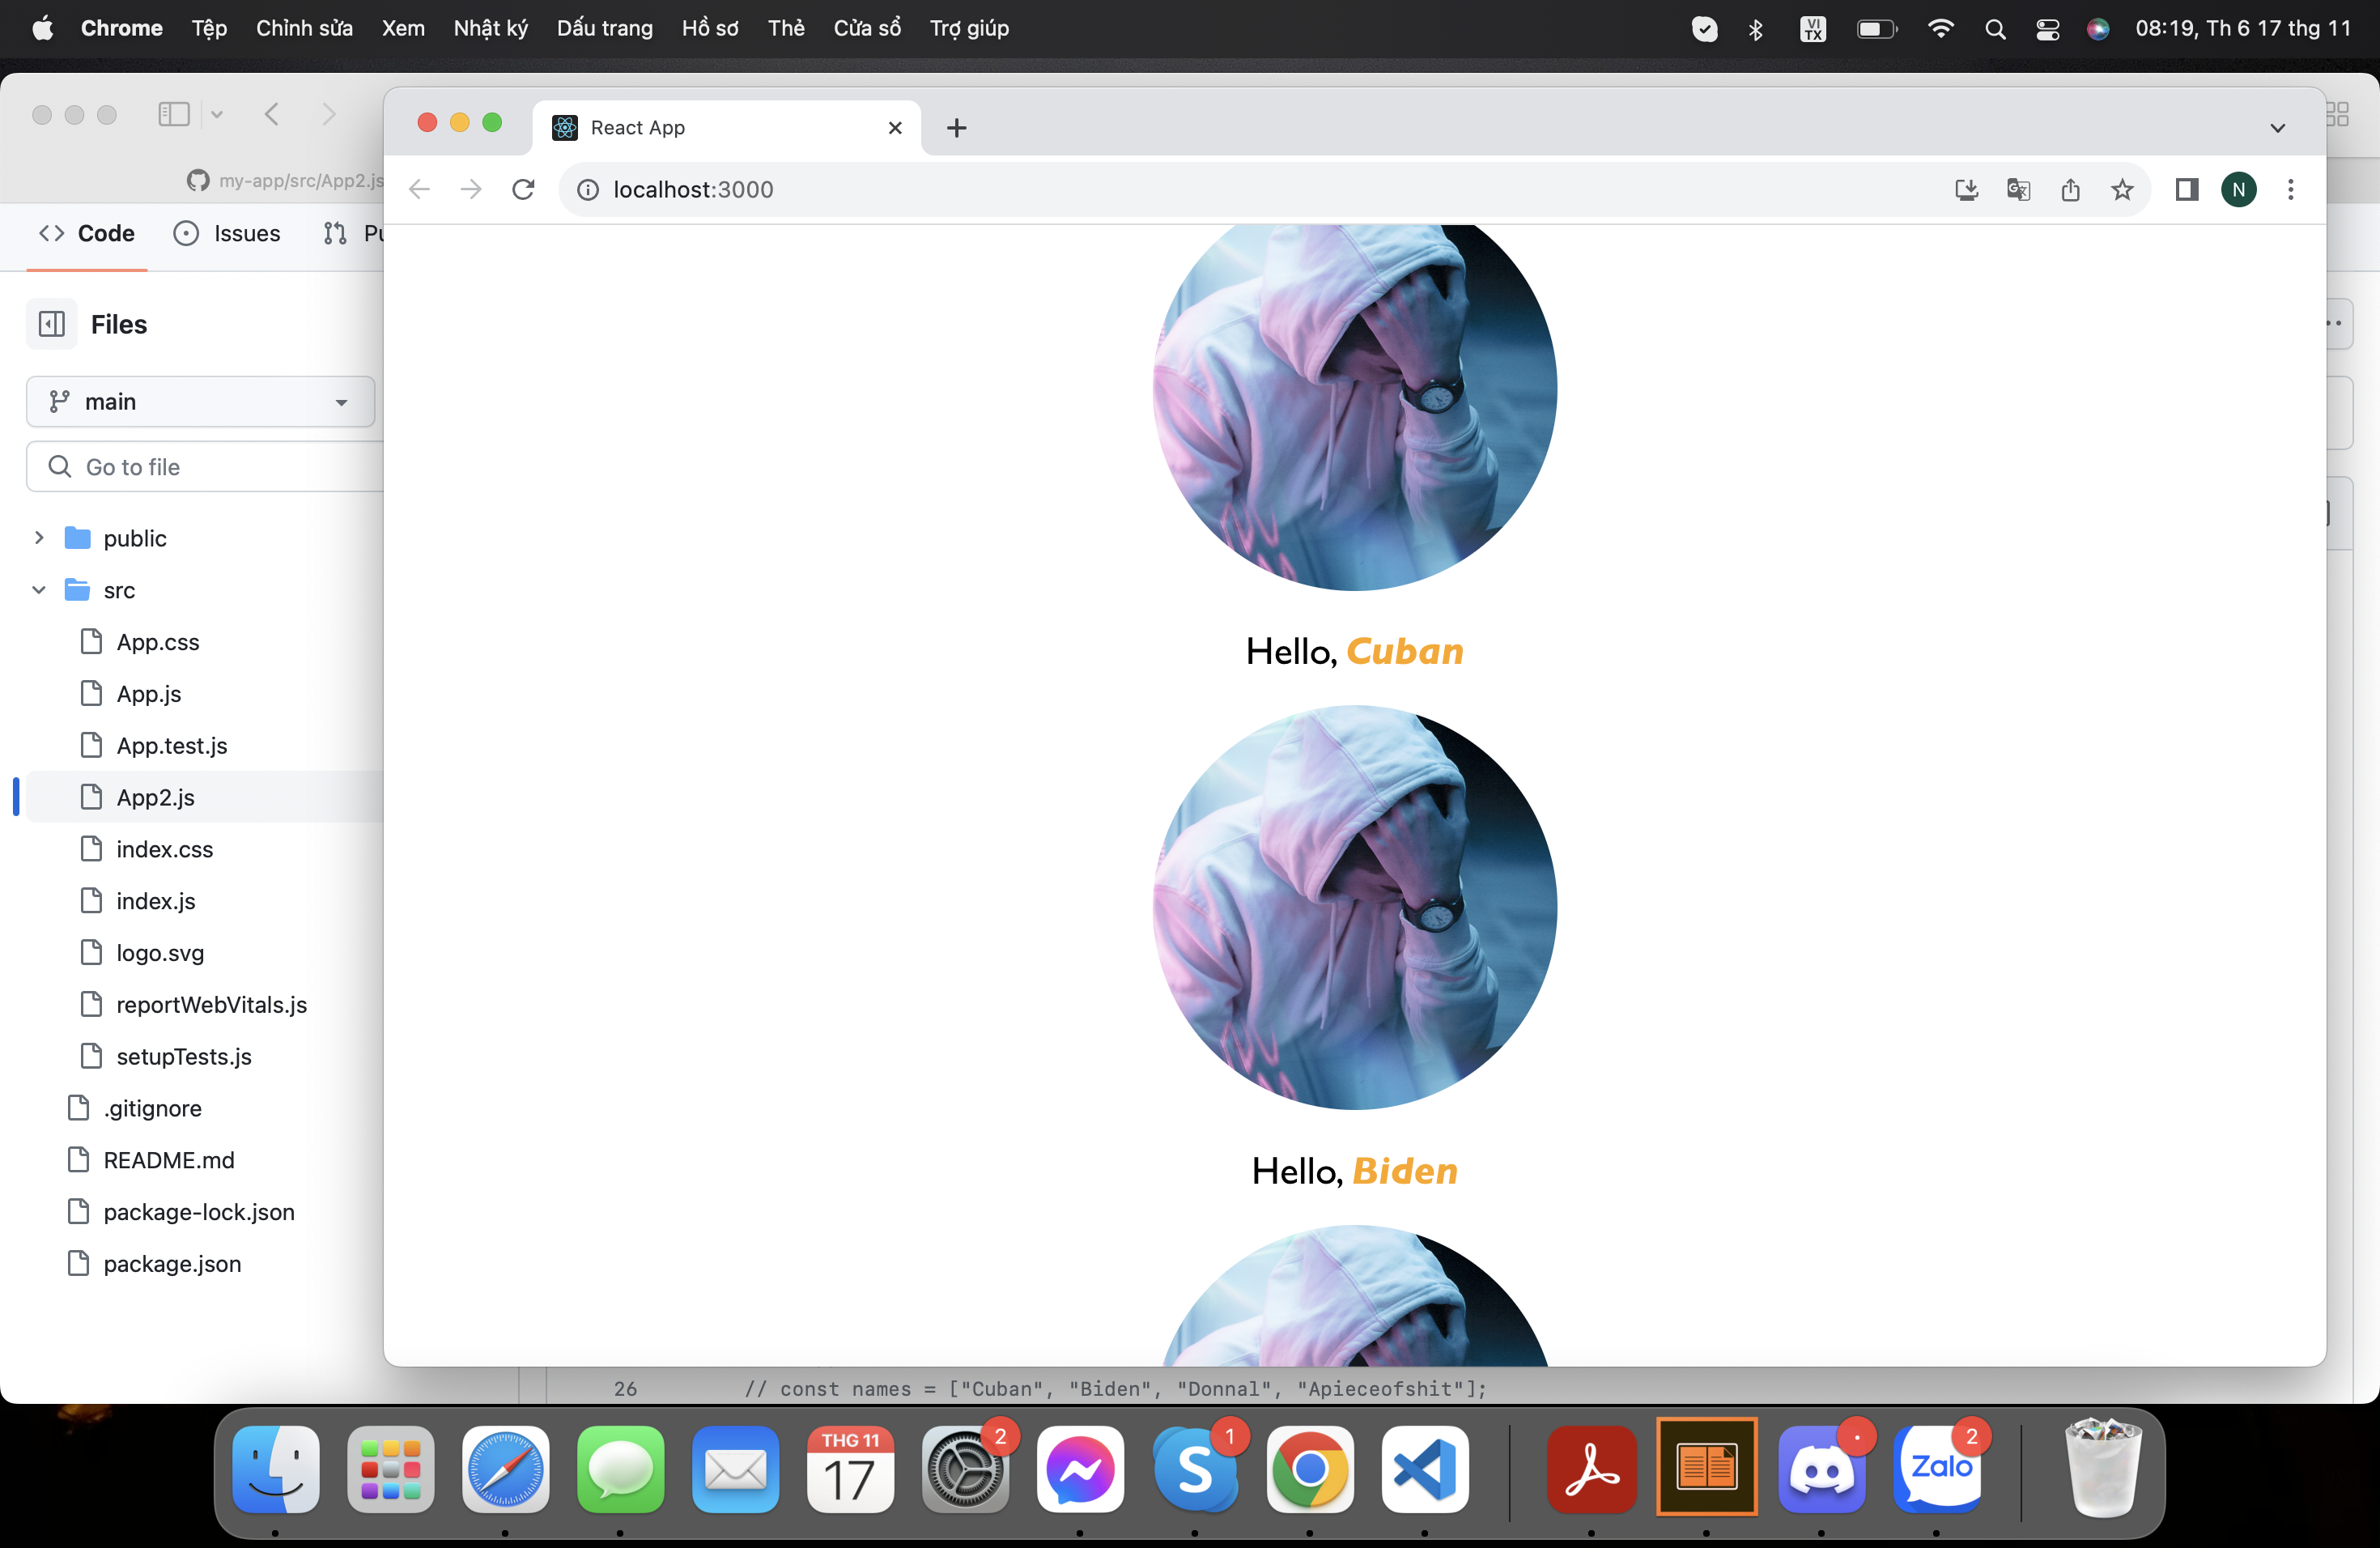 Chrome Tệp Chỉnh sửa Xem Nhật ký Dấu trang Hồ sơ Thẻ Cửa sổ Trợ giúp
VI
TX
08:19, Th 6 17 thg 11
React App
my-app/src/App2.js
localhost:3000
N
Code Issues
Files
main
Go to file
public
src
App.css
App.js
App.test.js
App2.js
index.css
index.js
logo.svg
reportWebVitals.js
setupTests.js
.gitignore
README.md
package-lock.json
package.json
Hello, Cuban
Hello, Biden
26 // const names = ["Cuban", "Biden", "Donnal", "Apieceofshit"];
THG 11
17
2
S
1
Zalo
2